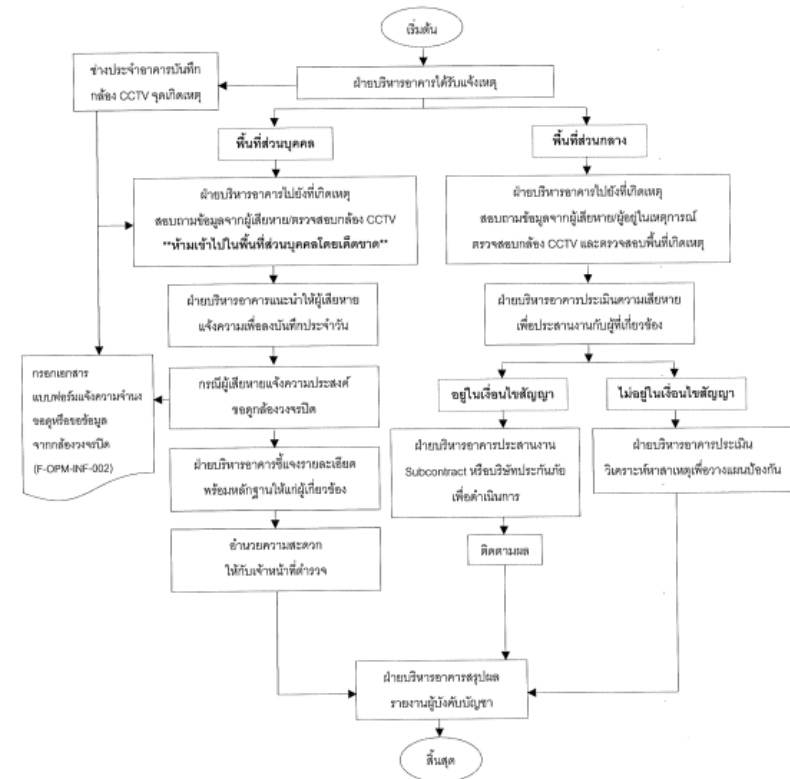 เริ่มต้น
ช่างประจำอาคารบันทึก
กล้อง CCTV จุดเกิดเหตุ
ฝ่ายบริหารอาคารได้รับแจ้งเหตุ
พื้นที่ส่วนบุคคล
พื้นที่ส่วนกลาง
ฝ่ายบริหารอาคารไปยังที่เกิดเหตุ
สอบถามข้อมูลจากผู้เสียหาย/ตรวจสอบกล้อง CCTV
**ห้ามเข้าไปในพื้นที่ส่วนบุคคลโดยเด็ดขาด**
ฝ่ายบริหารอาคารไปยังที่เกิดเหตุ
สอบถามข้อมูลจากผู้เสียหาย/ผู้อยู่ในเหตุการณ์
ตรวจสอบกล้อง CCTV และตรวจสอบพื้นที่เกิดเหตุ
ฝ่ายบริหารอาคารแนะนำให้ผู้เสียหาย
แจ้งความเพื่อลงบันทึกประจำวัน
ฝ่ายบริหารอาคารประเมินความเสียหาย
เพื่อประสานงานกับผู้ที่เกี่ยวข้อง
กรอกเอกสาร
แบบฟอร์มแจ้งความจำนง
ขอดูหรือขอข้อมูล
จากกล้องวงจรปิด
(F-OPM-INF-002)
กรณีผู้เสียหายแจ้งความประสงค์
ขอดูกล้องวงจรปิด
อยู่ในเงื่อนไขสัญญา
ไม่อยู่ในเงื่อนไขสัญญา
ฝ่ายบริหารอาคารชี้แจงรายละเอียด
พร้อมหลักฐานให้แก่ผู้เกี่ยวข้อง
ฝ่ายบริหารอาคารประสานงาน
Subcontract หรือบริษัทประกันภัย
เพื่อดำเนินการ
ฝ่ายบริหารอาคารประเมิน
วิเคราะห์หาสาเหตุเพื่อวางแผนป้องกัน
อำนวยความสะดวก
ให้กับเจ้าหน้าที่ตำรวจ
ติดตามผล
ฝ่ายบริหารอาคารสรุปผล
รายงานผู้บังคับบัญชา
สิ้นสุด